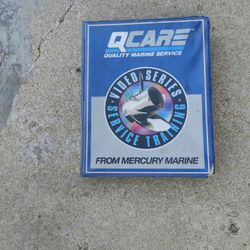 QCARE
QUALITY MARINE SERVICE
VIDEO SERIES
SERVICE TRAINING
FROM MERCURY MARINE